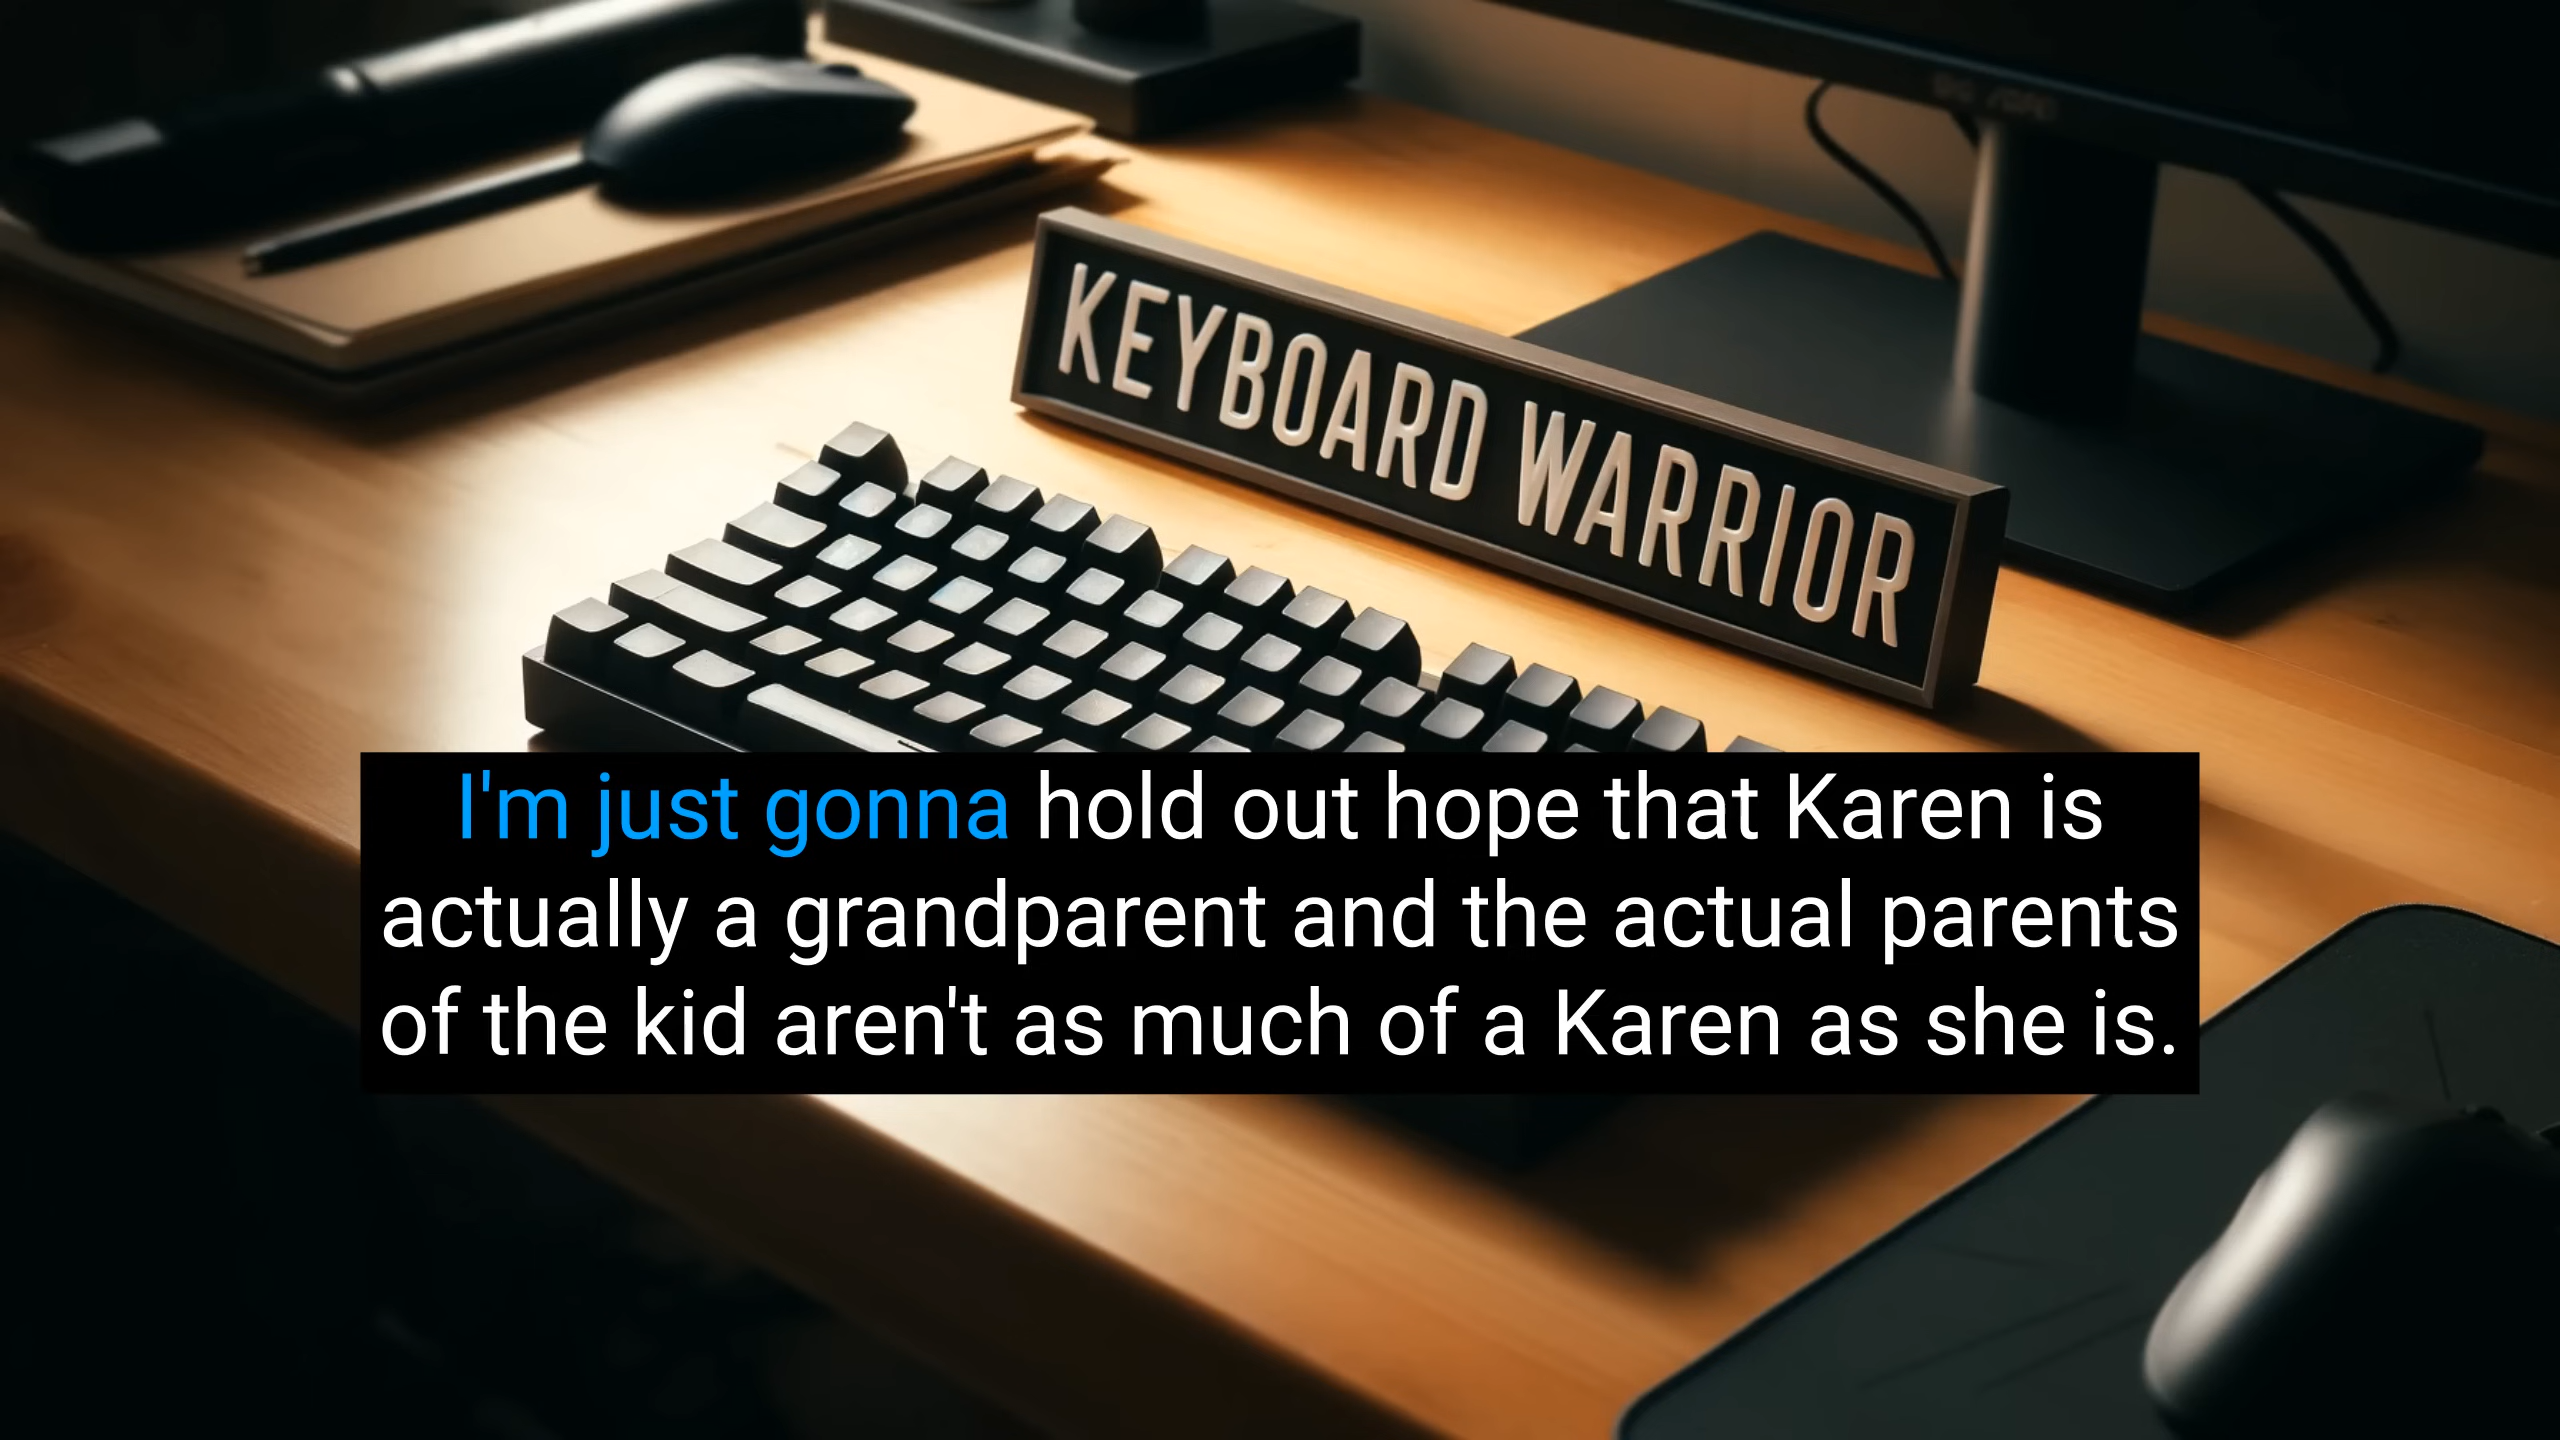 KEYBOARD WARRIOR
I'm just gonna hold out hope that Karen is
actually a grandparent and the actual parents
of the kid aren't as much of a Karen as she is.